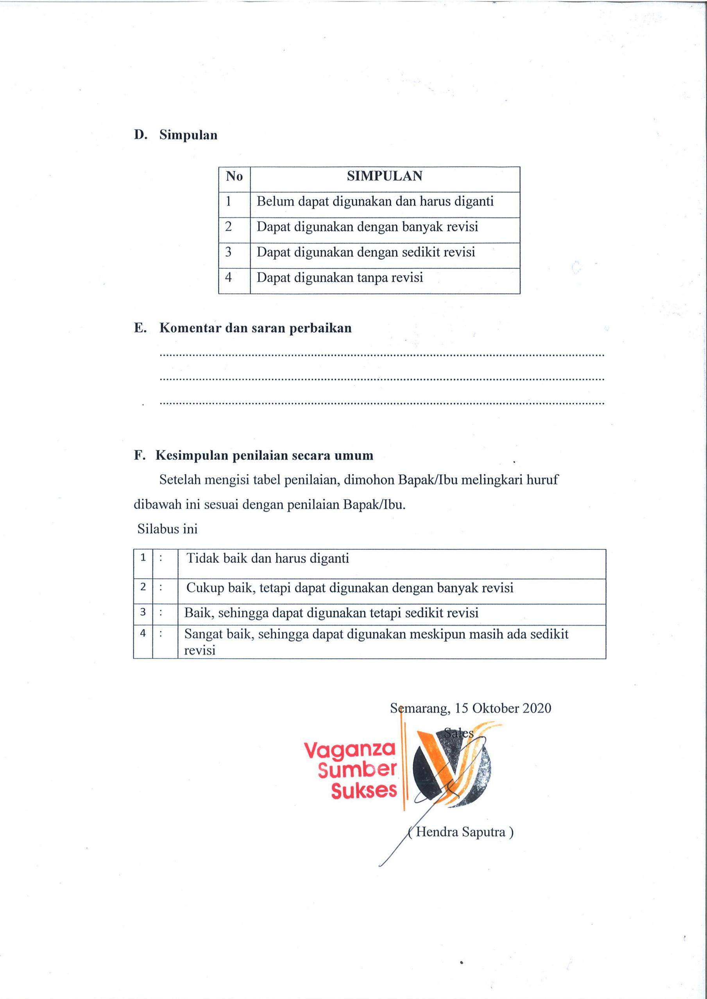 D. Simpulan
No SIMPULAN
1 Belum dapat digunakan dan harus diganti
2 Dapat digunakan dengan banyak revisi
3 Dapat digunakan dengan sedikit revisi
4 Dapat digunakan tanpa revisi
E. Komentar dan saran perbaikan
F. Kesimpulan penilaian secara umum
Setelah mengisi tabel penilaian, dimohon Bapak/Ibu melingkari huruf
dibawah ini sesuai dengan penilaian Bapak/Ibu.
Silabus ini
1 : Tidak baik dan harus diganti
2 : Cukup baik, tetapi dapat digunakan dengan banyak revisi
3 : Baik, sehingga dapat digunakan tetapi sedikit revisi
4 : Sangat baik, sehingga dapat digunakan meskipun masih ada sedikit
revisi
Semarang, 15 Oktober 2020
Sales
Vaganza
Sumber
Sukses
( Hendra Saputra )